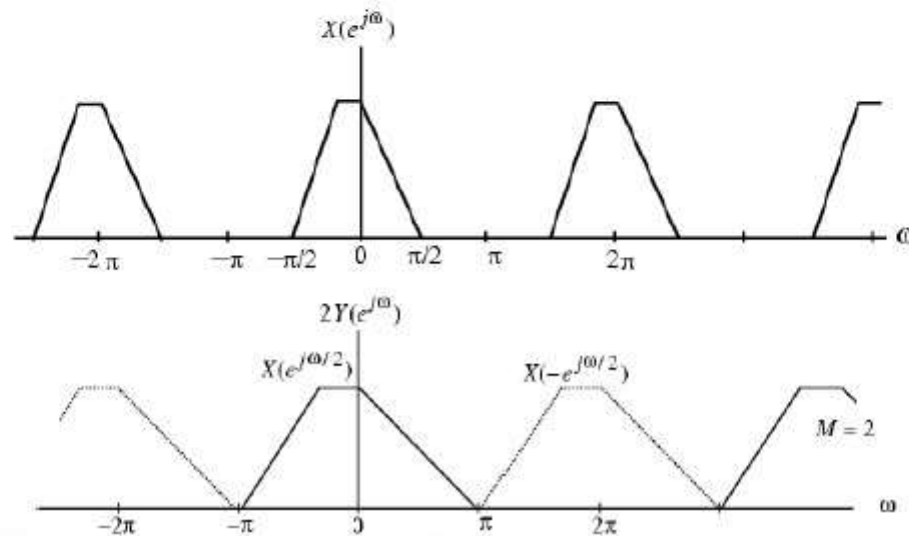 X(e^{jω})
−2π −π −π/2 0 π/2 π 2π ω
2Y(e^{jω})
X(e^{jω/2}) X(−e^{jω/2})
M = 2
−2π −π 0 π 2π ω